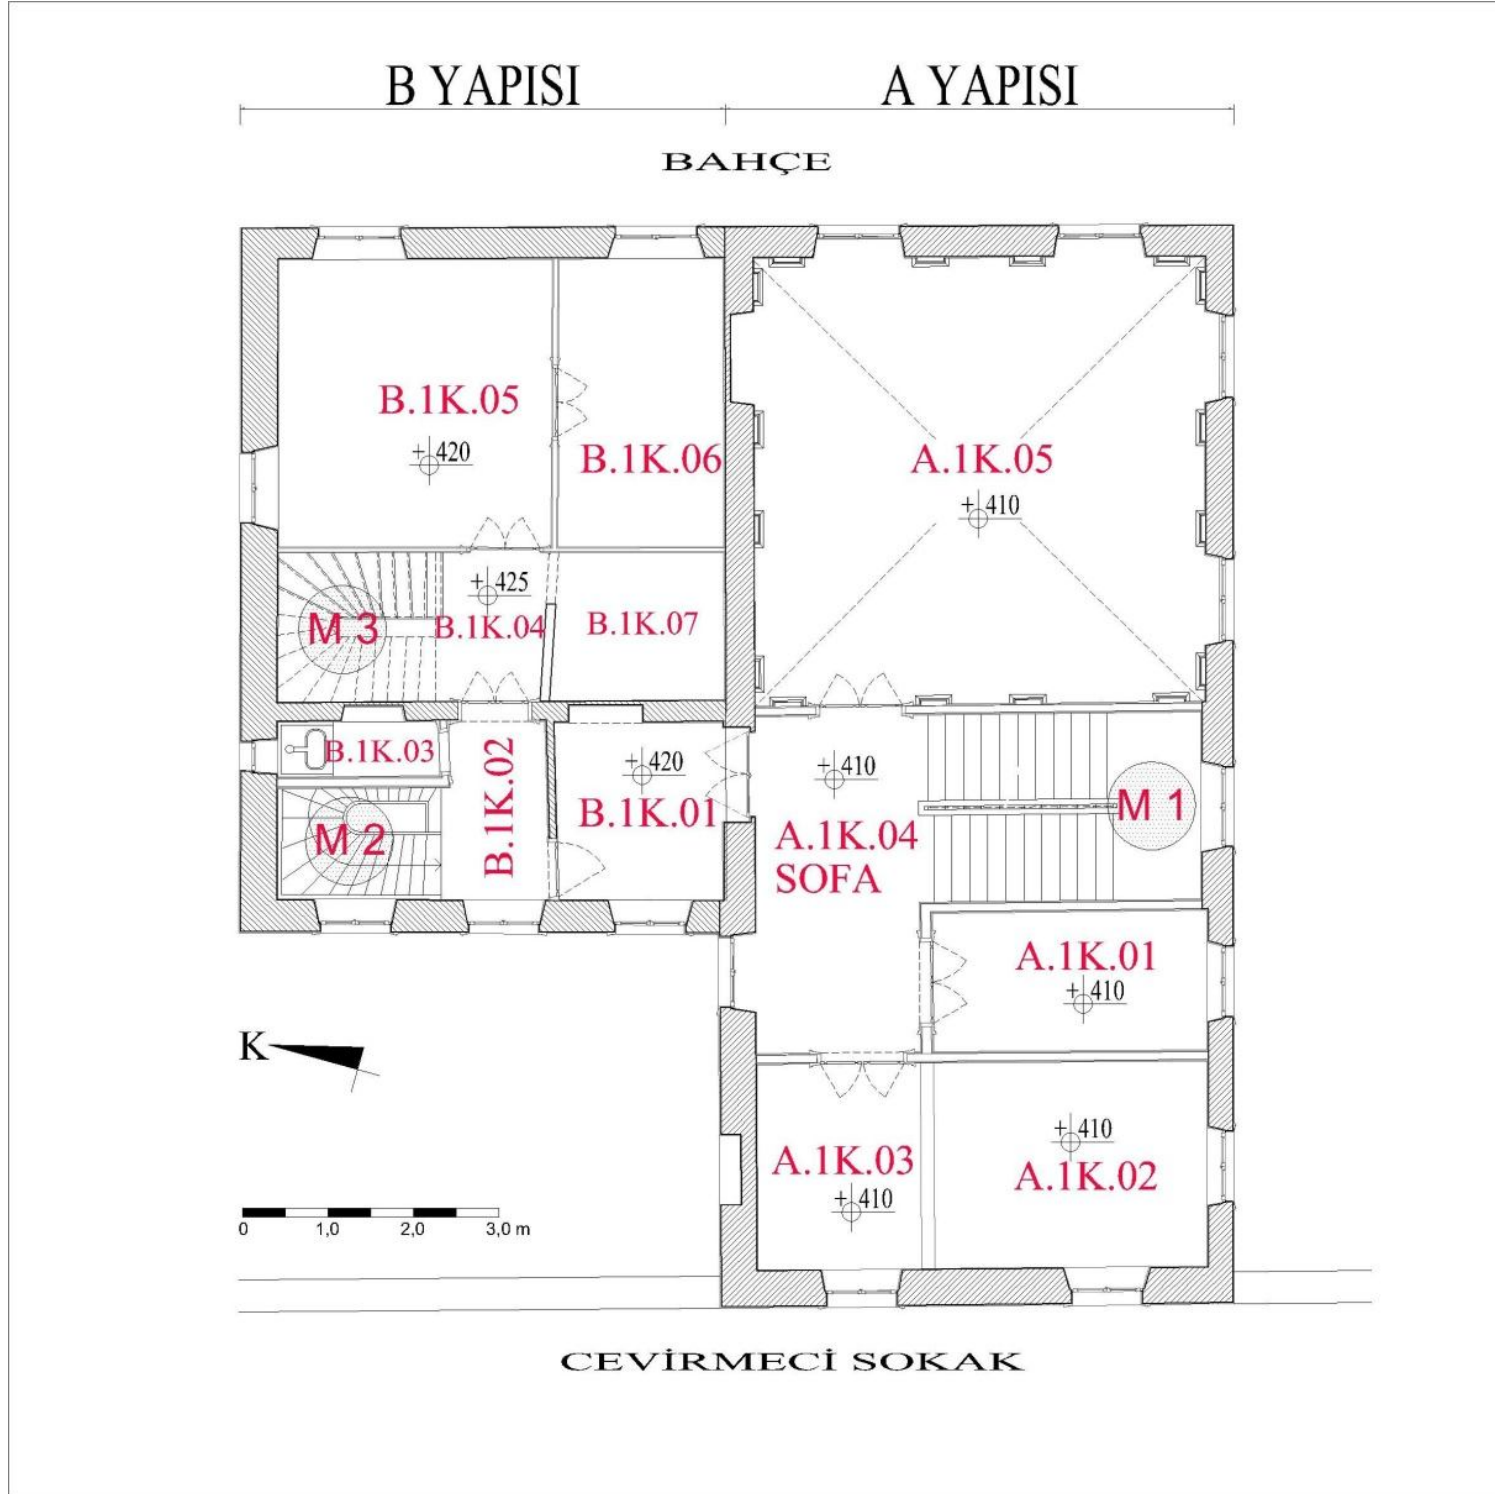 B YAPISI
A YAPISI
BAHÇE
B.1K.05
+420
B.1K.06
A.1K.05
+410
+425
M 3
B.1K.04
B.1K.07
B.1K.03
B.1K.02
+420
B.1K.01
+410
A.1K.04
SOFA
M 1
M 2
A.1K.01
+410
K
+410
A.1K.03
A.1K.02
+410
0 1,0 2,0 3,0 m
CEVİRMECİ SOKAK